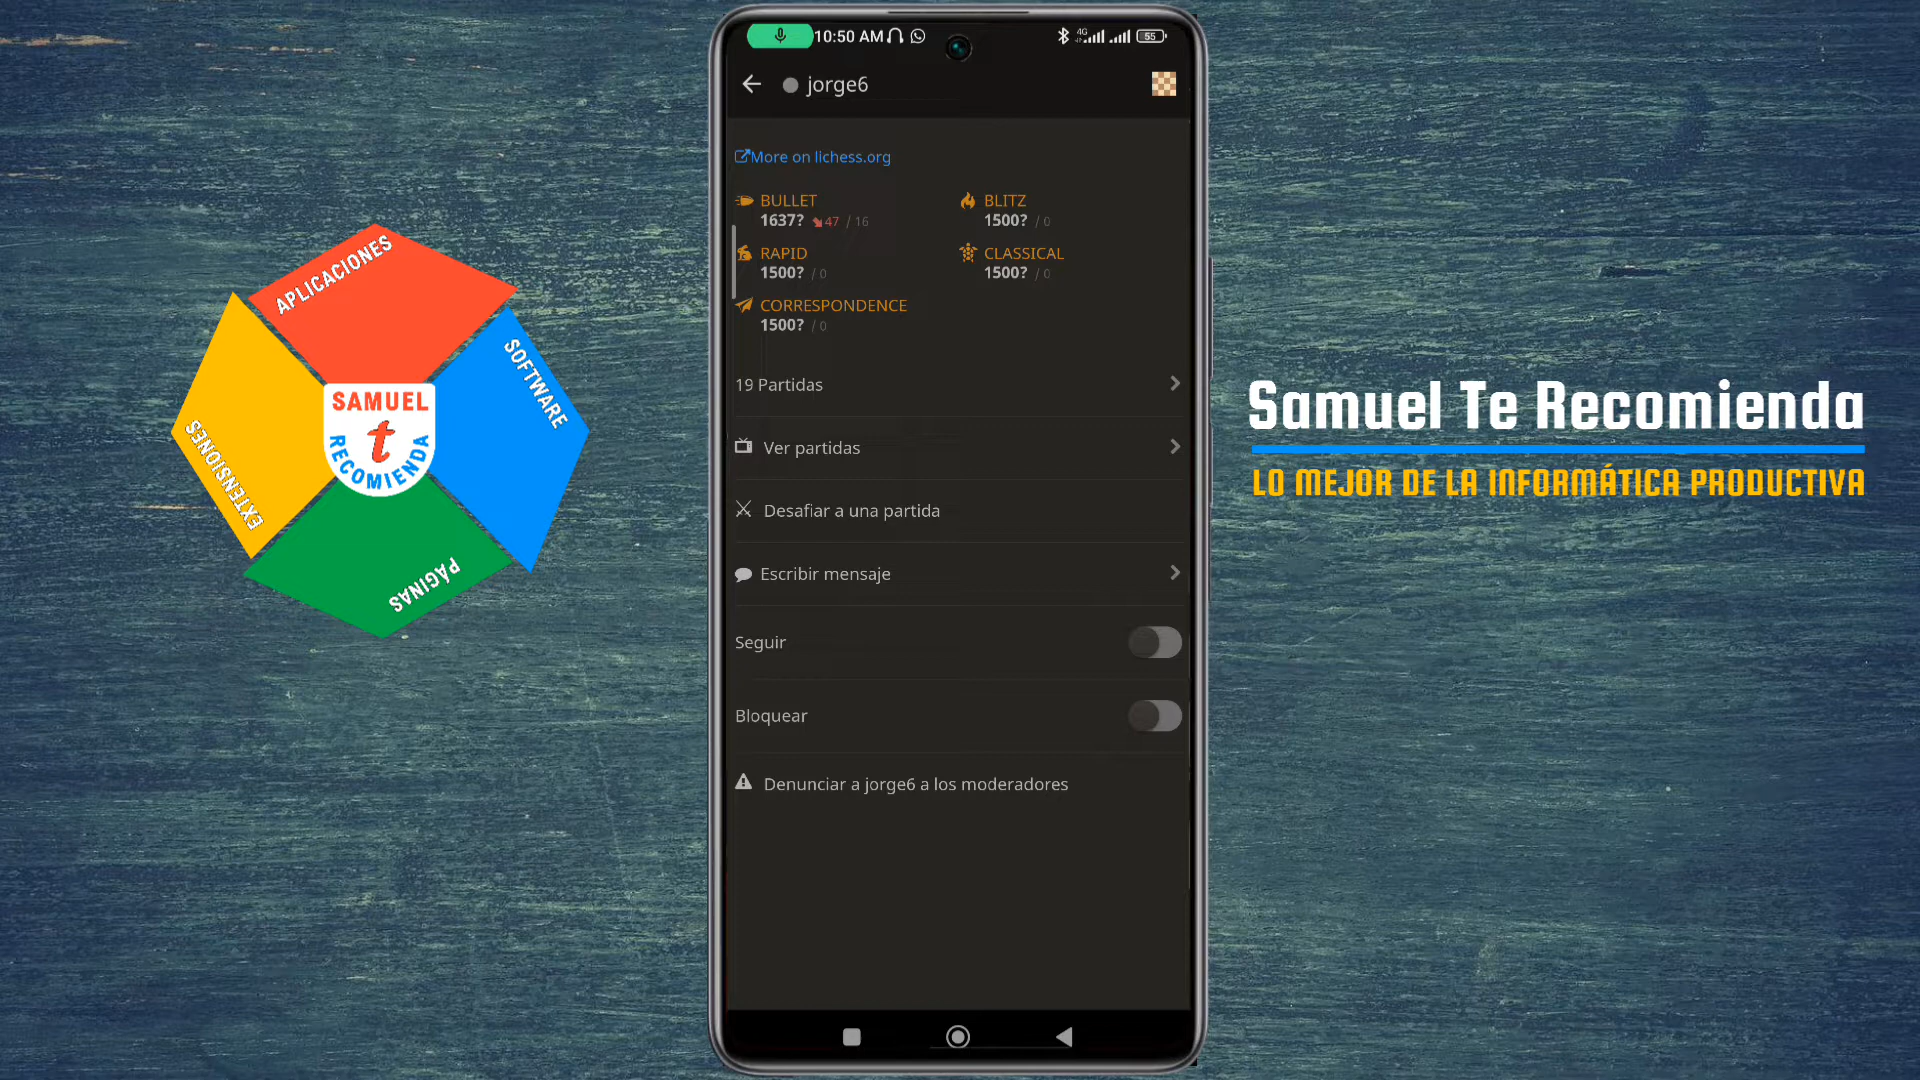 APLICACIONES
SOFTWARE
EXTENSIONES
PÁGINAS
SAMUEL
t
RECOMIENDA
10:50 AM
4G
55
jorge6
More on lichess.org
BULLET
1637? 47 / 16
BLITZ
1500? / 0
RAPID
1500? / 0
CLASSICAL
1500? / 0
CORRESPONDENCE
1500? / 0
19 Partidas
Ver partidas
Desafiar a una partida
Escribir mensaje
Seguir
Bloquear
Denunciar a jorge6 a los moderadores
Samuel Te Recomienda
LO MEJOR DE LA INFORMÁTICA PRODUCTIVA